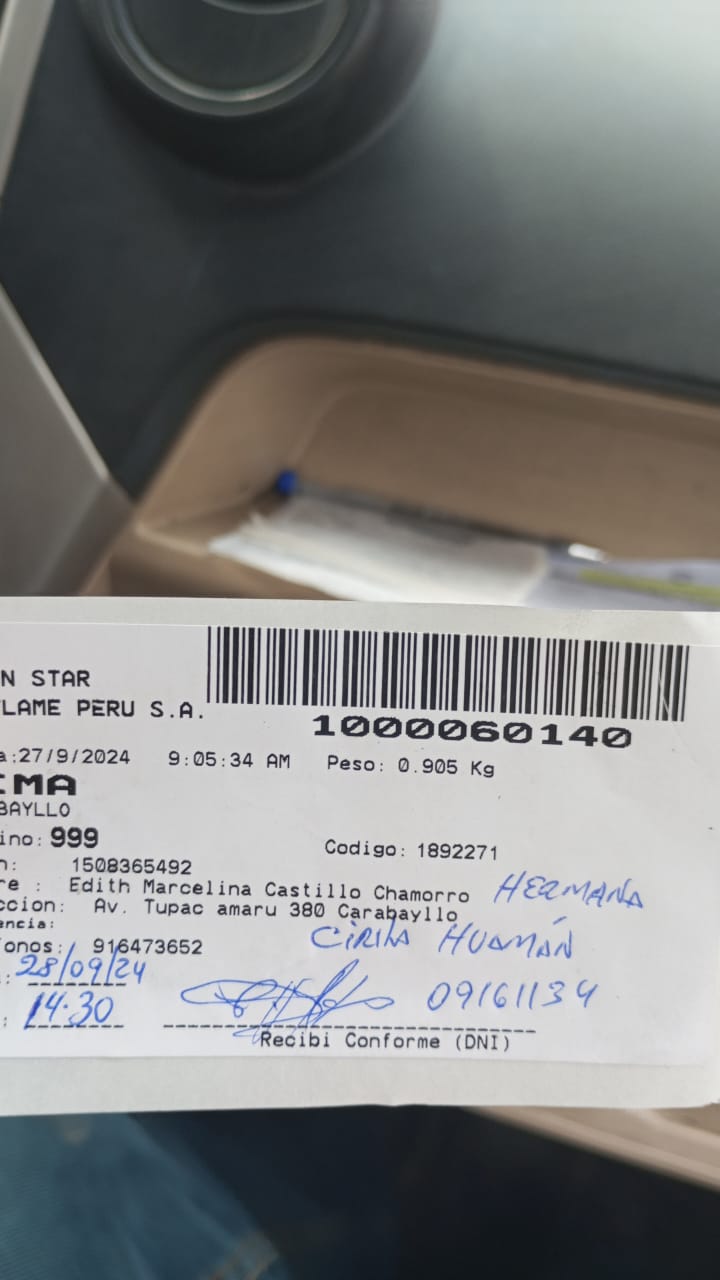 N STAR
LAME PERU S.A.
1000060140
a:27/9/2024 9:05:34 AM Peso: 0.905 Kg
IMA
BAYLLO
ino: 999
Codigo: 1892271
n: 1508365492
re : Edith Marcelina Castillo Chamorro HERMANA
ccion: Av. Tupac amaru 380 Carabayllo
encia:
CIRILA HUAMÁN
onos: 916473652
.: 28/09/24
09161134
: 14.30
Recibi Conforme (DNI)